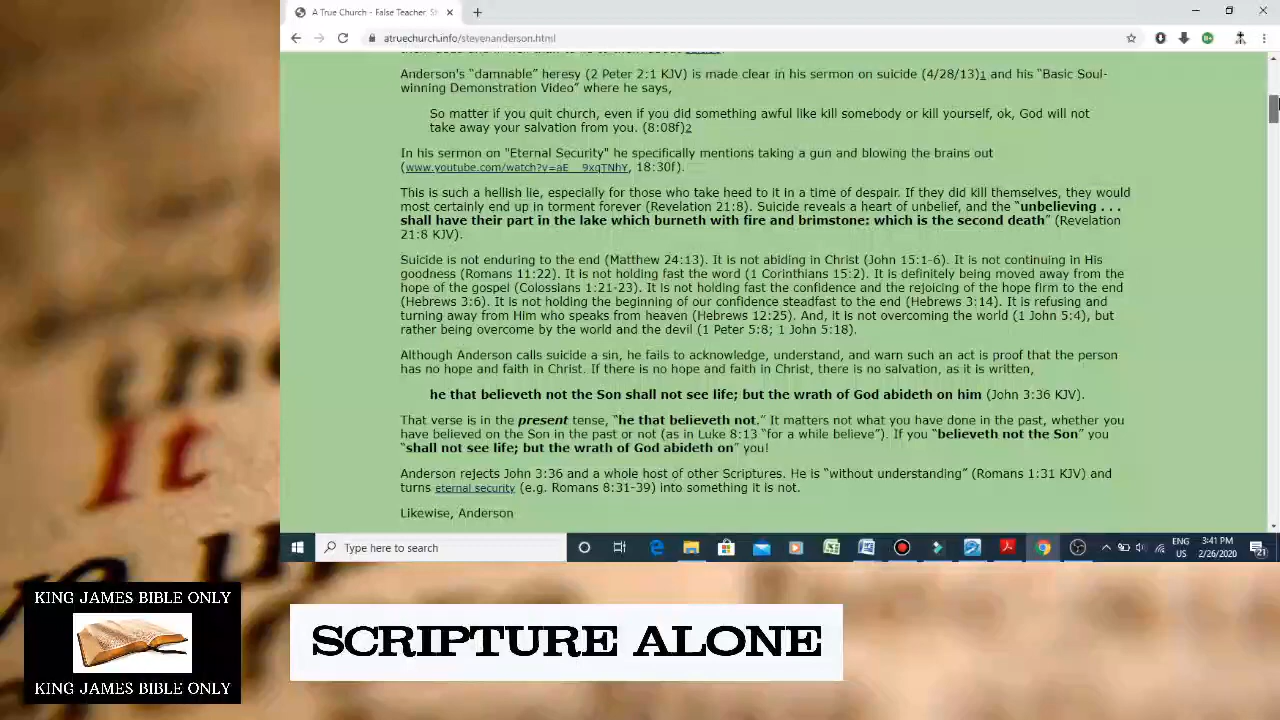 A True Church - False Teacher St
atruechurch.info/stevenanderson.html
Anderson's “damnable” heresy (2 Peter 2:1 KJV) is made clear in his sermon on suicide (4/28/13)1 and his “Basic Soul-
winning Demonstration Video” where he says,
So matter if you quit church, even if you did something awful like kill somebody or kill yourself, ok, God will not
take away your salvation from you. (8:08f)2
In his sermon on "Eternal Security" he specifically mentions taking a gun and blowing the brains out
(www.youtube.com/watch?v=aE__9xqTNhY, 18:30f).
This is such a hellish lie, especially for those who take heed to it in a time of despair. If they did kill themselves, they would
most certainly end up in torment forever (Revelation 21:8). Suicide reveals a heart of unbelief, and the “unbelieving . . .
shall have their part in the lake which burneth with fire and brimstone: which is the second death” (Revelation
21:8 KJV).
Suicide is not enduring to the end (Matthew 24:13). It is not abiding in Christ (John 15:1-6). It is not continuing in His
goodness (Romans 11:22). It is not holding fast the word (1 Corinthians 15:2). It is definitely being moved away from the
hope of the gospel (Colossians 1:21-23). It is not holding fast the confidence and the rejoicing of the hope firm to the end
(Hebrews 3:6). It is not holding the beginning of our confidence steadfast to the end (Hebrews 3:14). It is refusing and
turning away from Him who speaks from heaven (Hebrews 12:25). And, it is not overcoming the world (1 John 5:4), but
rather being overcome by the world and the devil (1 Peter 5:8; 1 John 5:18).
Although Anderson calls suicide a sin, he fails to acknowledge, understand, and warn such an act is proof that the person
has no hope and faith in Christ. If there is no hope and faith in Christ, there is no salvation, as it is written,
he that believeth not the Son shall not see life; but the wrath of God abideth on him (John 3:36 KJV).
That verse is in the present tense, “he that believeth not.” It matters not what you have done in the past, whether you
have believed on the Son in the past or not (as in Luke 8:13 “for a while believe”). If you “believeth not the Son” you
“shall not see life; but the wrath of God abideth on” you!
Anderson rejects John 3:36 and a whole host of other Scriptures. He is “without understanding” (Romans 1:31 KJV) and
turns eternal security (e.g. Romans 8:31-39) into something it is not.
Likewise, Anderson
It
Type here to search
ENG
US
3:41 PM
2/26/2020
21
KING JAMES BIBLE ONLY
KING JAMES BIBLE ONLY
SCRIPTURE ALONE